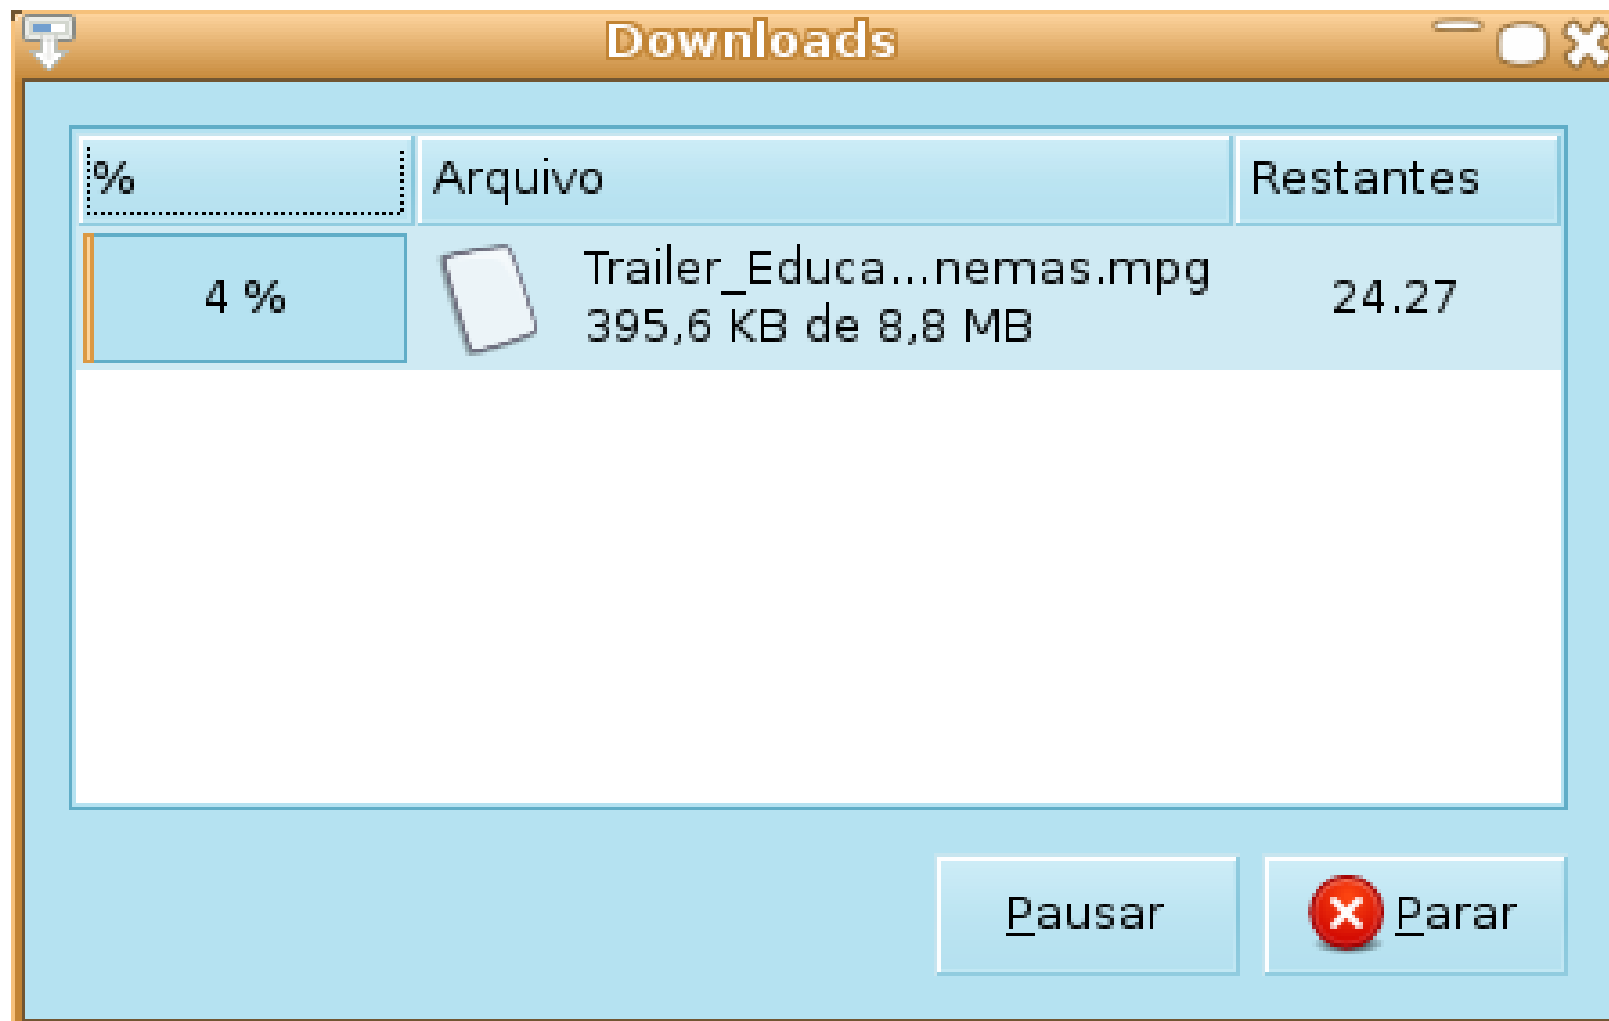 Downloads
% Arquivo Restantes
4 % Trailer_Educa...nemas.mpg 24.27
395,6 KB de 8,8 MB
Pausar Parar